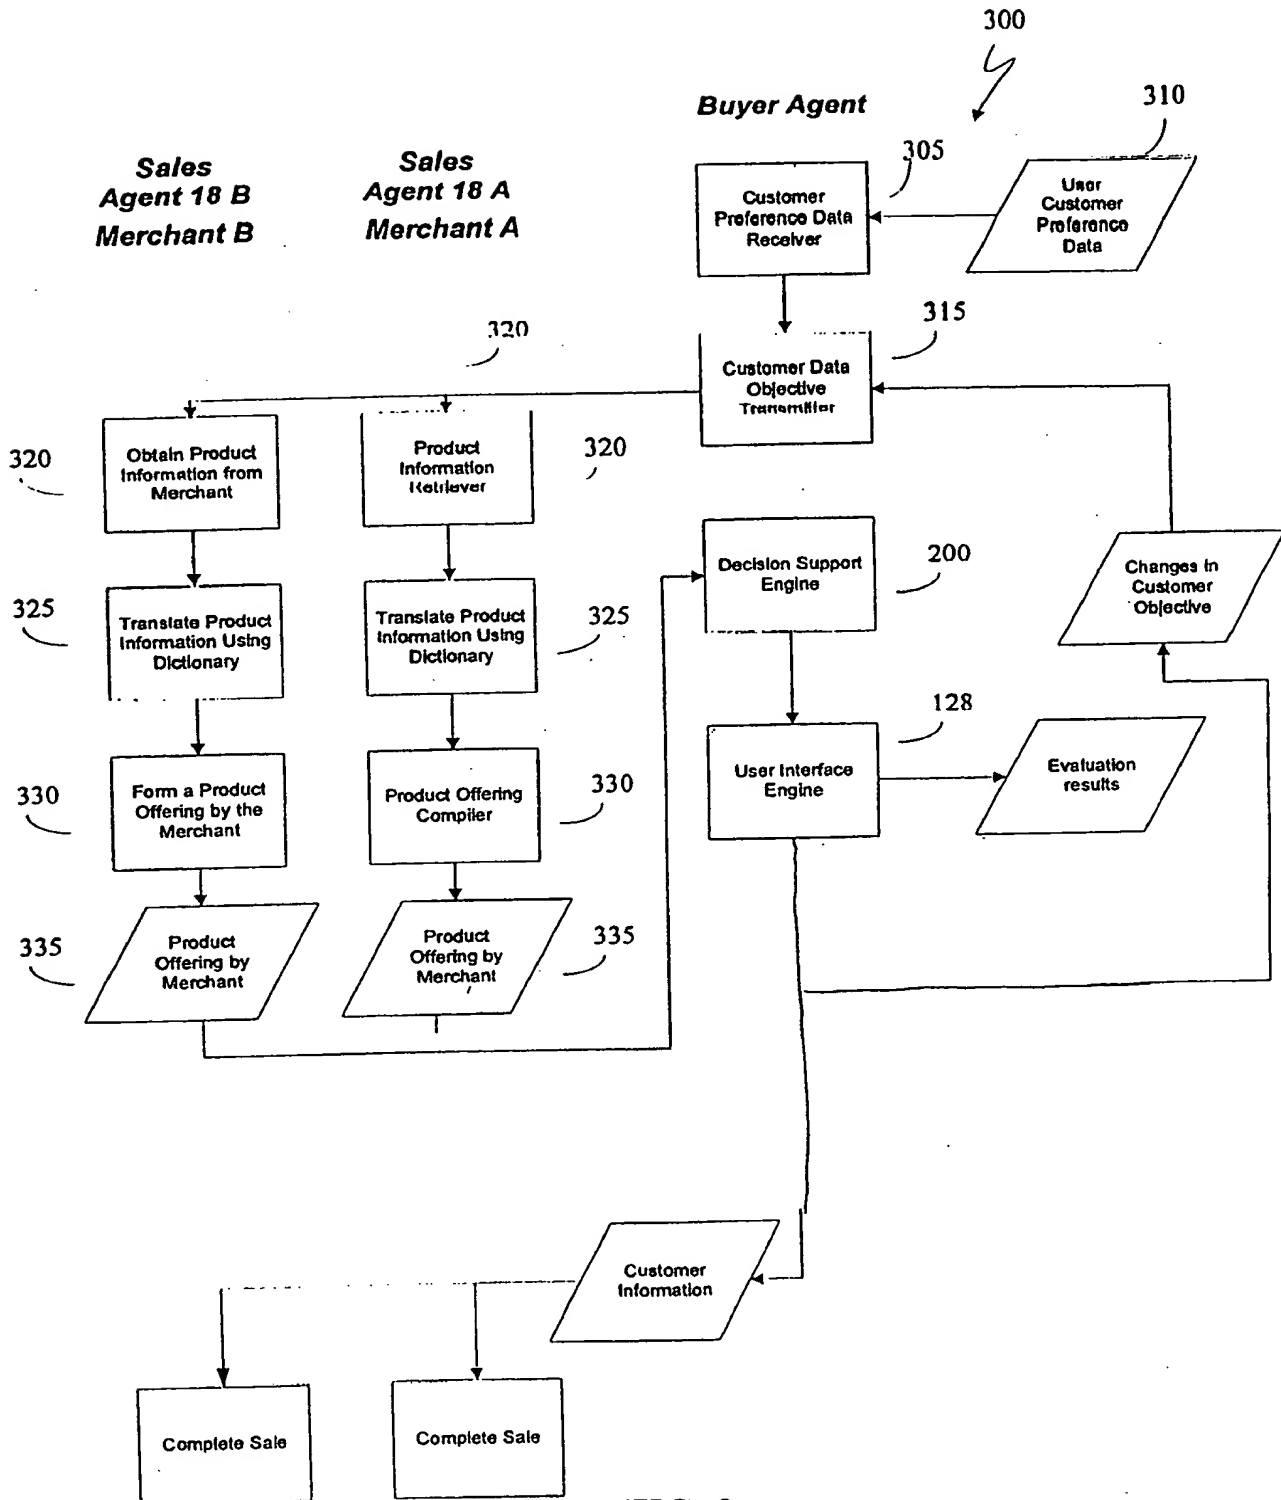 300
Buyer Agent
310
305
Sales
Agent 18 B
Merchant B
Sales
Agent 18 A
Merchant A
Customer
Preference Data
Receiver
User
Customer
Preference
Data
315
320
Customer Data
Objective
Transmitter
320
Obtain Product
Information from
Merchant
Product
Information
Retriever
320
Decision Support
Engine
200
Changes in
Customer
Objective
325
Translate Product
Information Using
Dictionary
Translate Product
Information Using
Dictionary
325
128
User Interface
Engine
Evaluation
results
330
Form a Product
Offering by the
Merchant
Product Offering
Compiler
330
335
Product
Offering by
Merchant
Product
Offering by
Merchant
335
Customer
Information
Complete Sale
Complete Sale